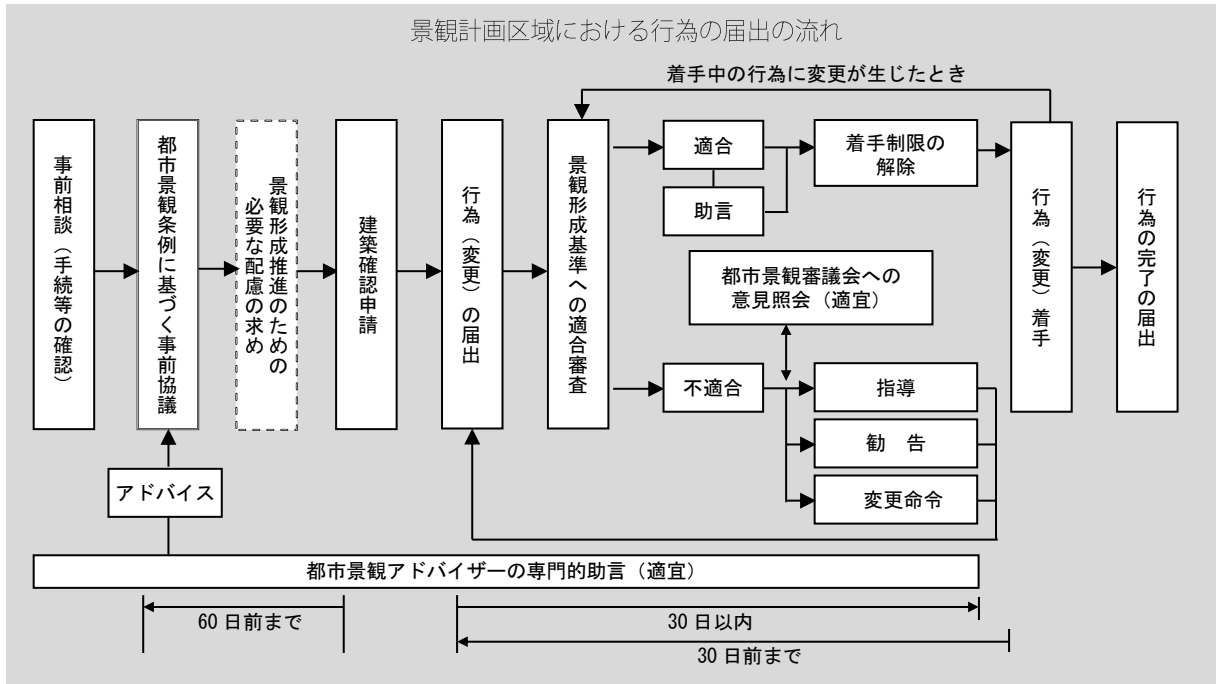 景観計画区域における行為の届出の流れ
着手中の行為に変更が生じたとき
事前相談（手続等の確認）
都市景観条例に基づく事前協議
景観形成推進のための
必要な配慮の求め
建築確認申請
行為（変更）の届出
景観形成基準への適合審査
適合
助言
着手制限の
解除
都市景観審議会への
意見照会（適宜）
不適合
指導
勧　告
変更命令
行為（変更）着手
行為の完了の届出
アドバイス
都市景観アドバイザーの専門的助言（適宜）
60 日前まで
30 日以内
30 日前まで